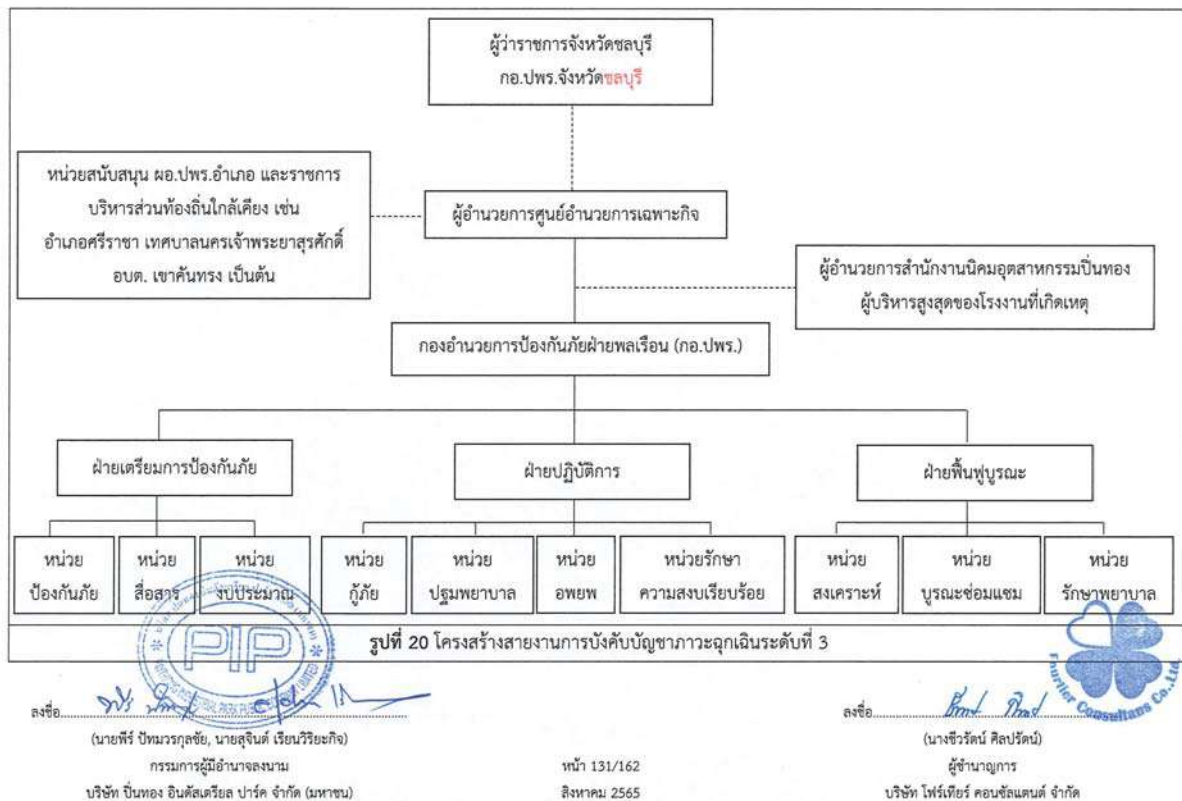 ผู้ว่าราชการจังหวัดชลบุรี
กอ.ปพร.จังหวัดชลบุรี
หน่วยสนับสนุน ผอ.ปพร.อำเภอ และราชการ
บริหารส่วนท้องถิ่นใกล้เคียง เช่น
อำเภอศรีราชา เทศบาลนครเจ้าพระยาสุรศักดิ์
อบต. เขาคันทรง เป็นต้น
ผู้อำนวยการศูนย์อำนวยการเฉพาะกิจ
ผู้อำนวยการสำนักงานนิคมอุตสาหกรรมปิ่นทอง
ผู้บริหารสูงสุดของโรงงานที่เกิดเหตุ
กองอำนวยการป้องกันภัยฝ่ายพลเรือน (กอ.ปพร.)
ฝ่ายเตรียมการป้องกันภัย
ฝ่ายปฏิบัติการ
ฝ่ายฟื้นฟูบูรณะ
หน่วย
ป้องกันภัย
หน่วย
สื่อสาร
หน่วย
งบประมาณ
หน่วย
กู้ภัย
หน่วย
ปฐมพยาบาล
หน่วย
อพยพ
หน่วยรักษา
ความสงบเรียบร้อย
หน่วย
สงเคราะห์
หน่วย
บูรณะซ่อมแซม
หน่วย
รักษาพยาบาล
รูปที่ 20 โครงสร้างสายงานการบังคับบัญชาภาวะฉุกเฉินระดับที่ 3
PIP
ลงชื่อ
(นายพีร์ ปัทมวรกุลชัย, นายสุจินต์ เรียนวิริยะกิจ)
กรรมการผู้มีอำนาจลงนาม
บริษัท ปิ่นทอง อินดัสเตรียล ปาร์ค จำกัด (มหาชน)
หน้า 131/162
สิงหาคม 2565
Fourtier Consultans Co.,Ltd.
ลงชื่อ
(นางชีวรัตน์ ศิลปรัตน์)
ผู้ชำนาญการ
บริษัท โฟร์เทียร์ คอนซัลแตนต์ จำกัด